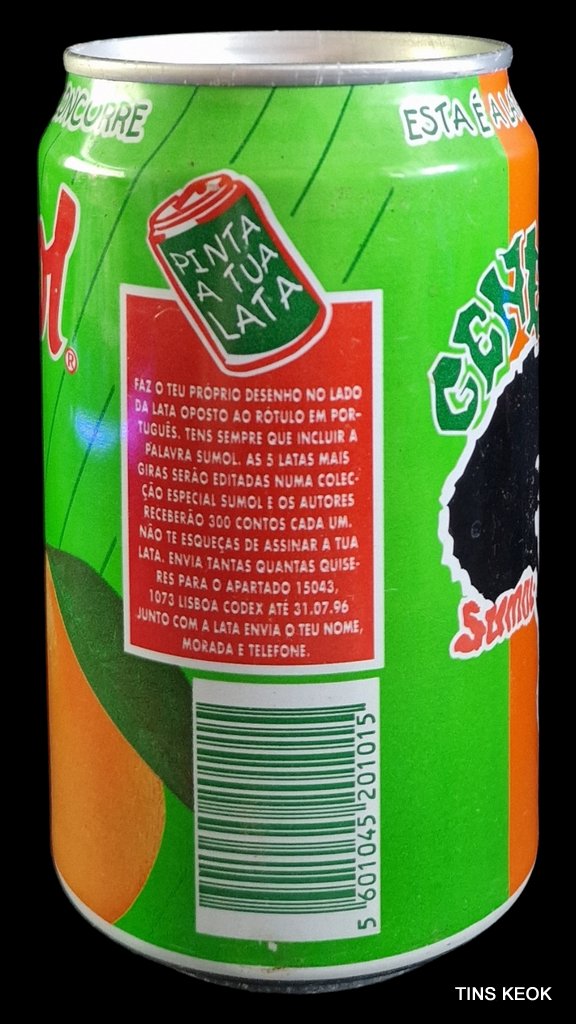 CONCORRE
ESTA É A
PINTA
A TUA
LATA
®
FAZ O TEU PRÓPRIO DESENHO NO LADO
DA LATA OPOSTO AO RÓTULO EM POR-
TUGUÊS. TENS SEMPRE QUE INCLUIR A
PALAVRA SUMOL. AS 5 LATAS MAIS
GIRAS SERÃO EDITADAS NUMA COLEC-
ÇÃO ESPECIAL SUMOL E OS AUTORES
RECEBERÃO 300 CONTOS CADA UM.
NÃO TE ESQUEÇAS DE ASSINAR A TUA
LATA. ENVIA TANTAS QUANTAS QUISE-
RES PARA O APARTADO 15043,
1073 LISBOA CODEX ATÉ 31.07.96
JUNTO COM A LATA ENVIA O TEU NOME,
MORADA E TELEFONE.
Sumol
5 601045 201015
TINS KEOK